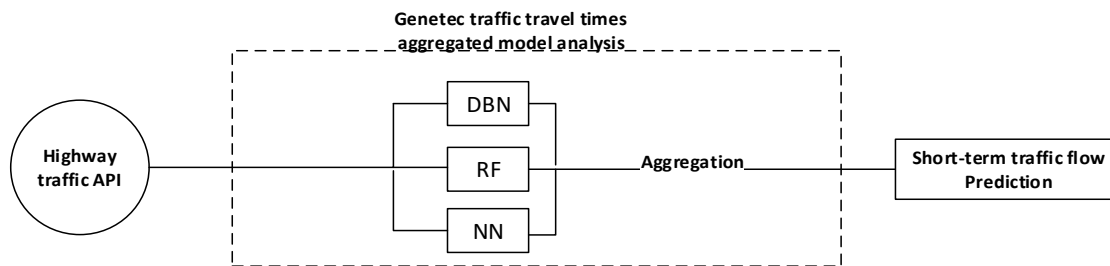 Genetec traffic travel times
aggregated model analysis
Highway
traffic API
DBN
RF
NN
Aggregation
Short-term traffic flow
Prediction